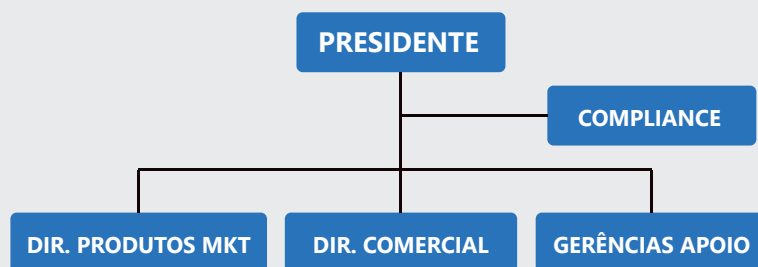 PRESIDENTE
COMPLIANCE
DIR. PRODUTOS MKT
DIR. COMERCIAL
GERÊNCIAS APOIO